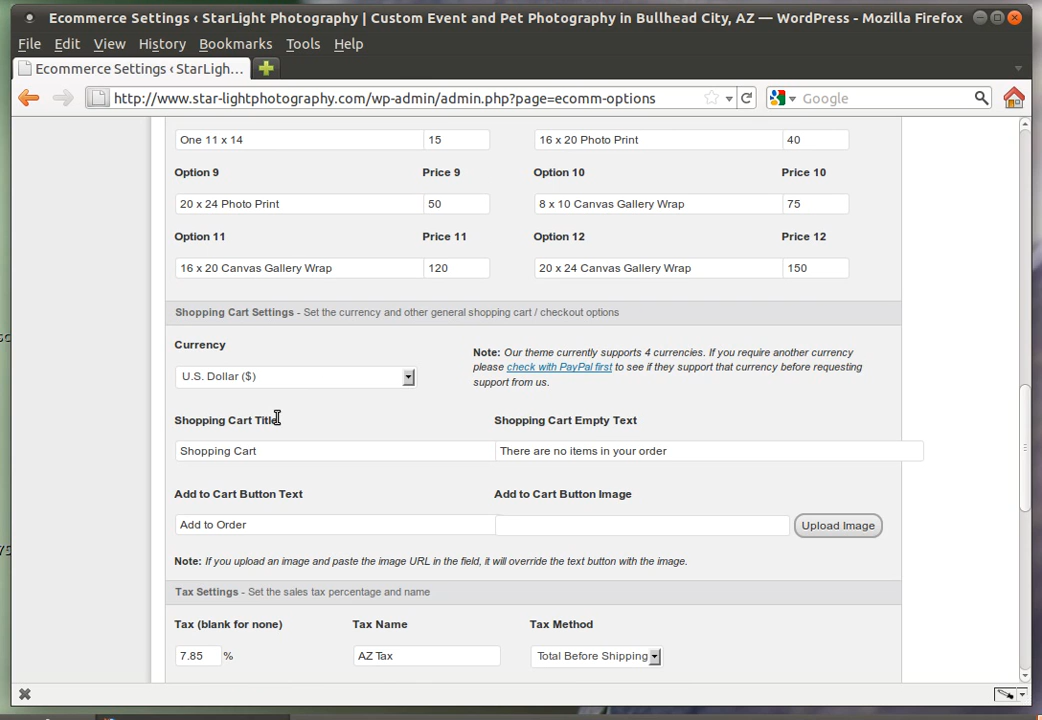 Ecommerce Settings ‹ StarLight Photography | Custom Event and Pet Photography in Bullhead City, AZ — WordPress - Mozilla Firefox
File Edit View History Bookmarks Tools Help
Ecommerce Settings ‹ StarLigh...
http://www.star-lightphotography.com/wp-admin/admin.php?page=ecomm-options Google
One 11 x 14 15 16 x 20 Photo Print 40
Option 9 Price 9 Option 10 Price 10
20 x 24 Photo Print 50 8 x 10 Canvas Gallery Wrap 75
Option 11 Price 11 Option 12 Price 12
16 x 20 Canvas Gallery Wrap 120 20 x 24 Canvas Gallery Wrap 150
Shopping Cart Settings - Set the currency and other general shopping cart / checkout options
Currency
U.S. Dollar ($)
Note: Our theme currently supports 4 currencies. If you require another currency
please check with PayPal first to see if they support that currency before requesting
support from us.
Shopping Cart Title Shopping Cart Empty Text
Shopping Cart There are no items in your order
Add to Cart Button Text Add to Cart Button Image
Add to Order Upload Image
Note: If you upload an image and paste the image URL in the field, it will override the text button with the image.
Tax Settings - Set the sales tax percentage and name
Tax (blank for none) Tax Name Tax Method
7.85 % AZ Tax Total Before Shipping